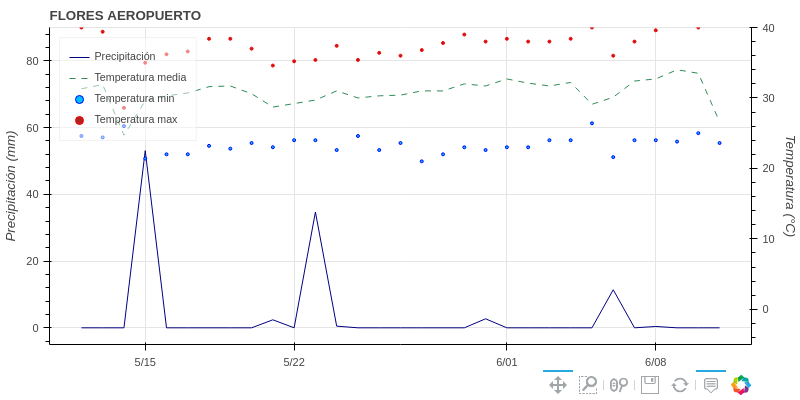 FLORES AEROPUERTO
Precipitación
Temperatura media
Temperatura min
Temperatura max
Precipitación (mm)
80
60
40
20
0
Temperatura (°C)
40
30
20
10
0
5/15
5/22
6/01
6/08